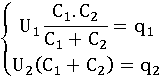 U₁ C₁.C₂ / C₁ + C₂ = q₁
U₂(C₁ + C₂) = q₂